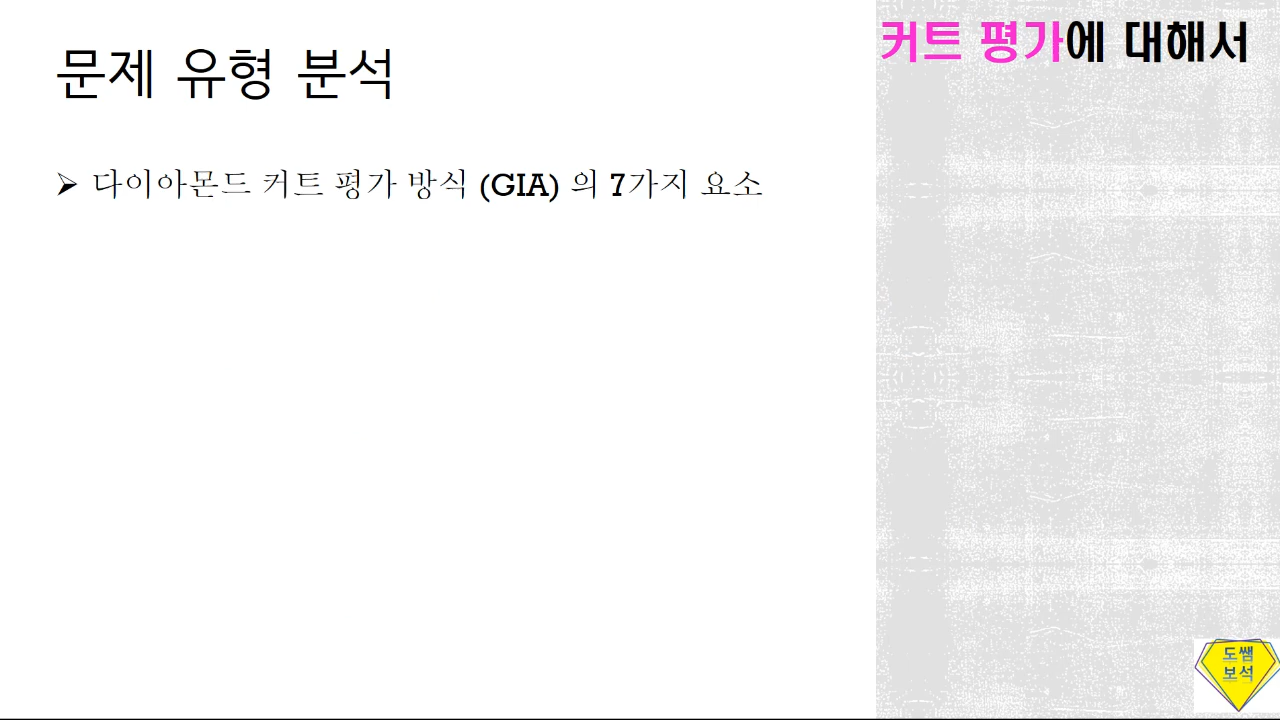 커트 평가에 대해서
문제 유형 분석
➢ 다이아몬드 커트 평가 방식 (GIA) 의 7가지 요소
도쌤
보석